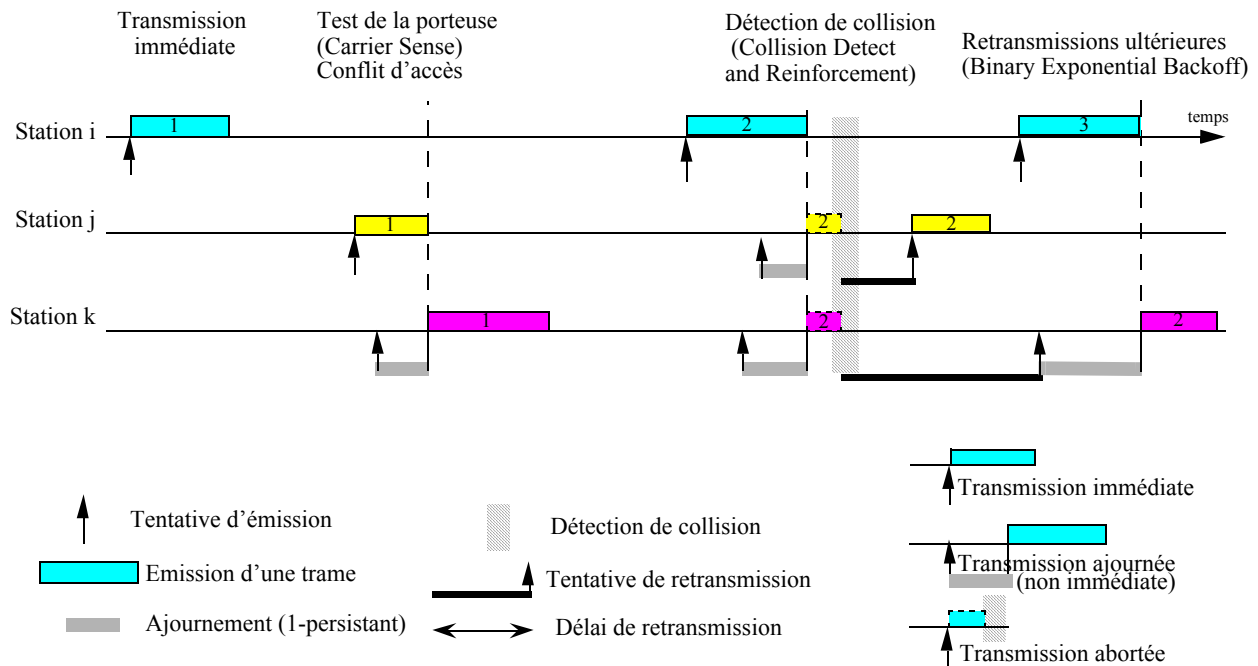 Transmission
immédiate
Test de la porteuse
(Carrier Sense)
Conflit d'accès
Détection de collision
(Collision Detect
and Reinforcement)
Retransmissions ultérieures
(Binary Exponential Backoff)
Station i
1
2
3
temps
Station j
1
2
2
Station k
1
2
2
Tentative d'émission
Emission d'une trame
Ajournement (1-persistant)
Détection de collision
Tentative de retransmission
Délai de retransmission
Transmission immédiate
Transmission ajournée
(non immédiate)
Transmission abortée